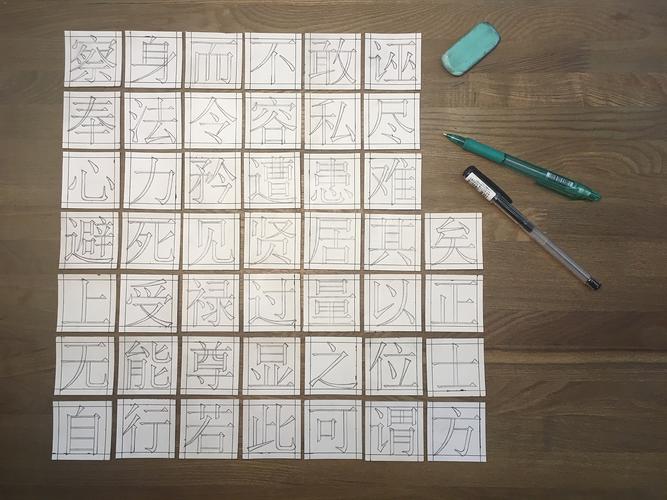 察身而不敢诬
奉法令容私尽
心力矜遭患难
避死见贤居其矣
上受禄过量以正
无能尊显之位士
自行若此可谓方